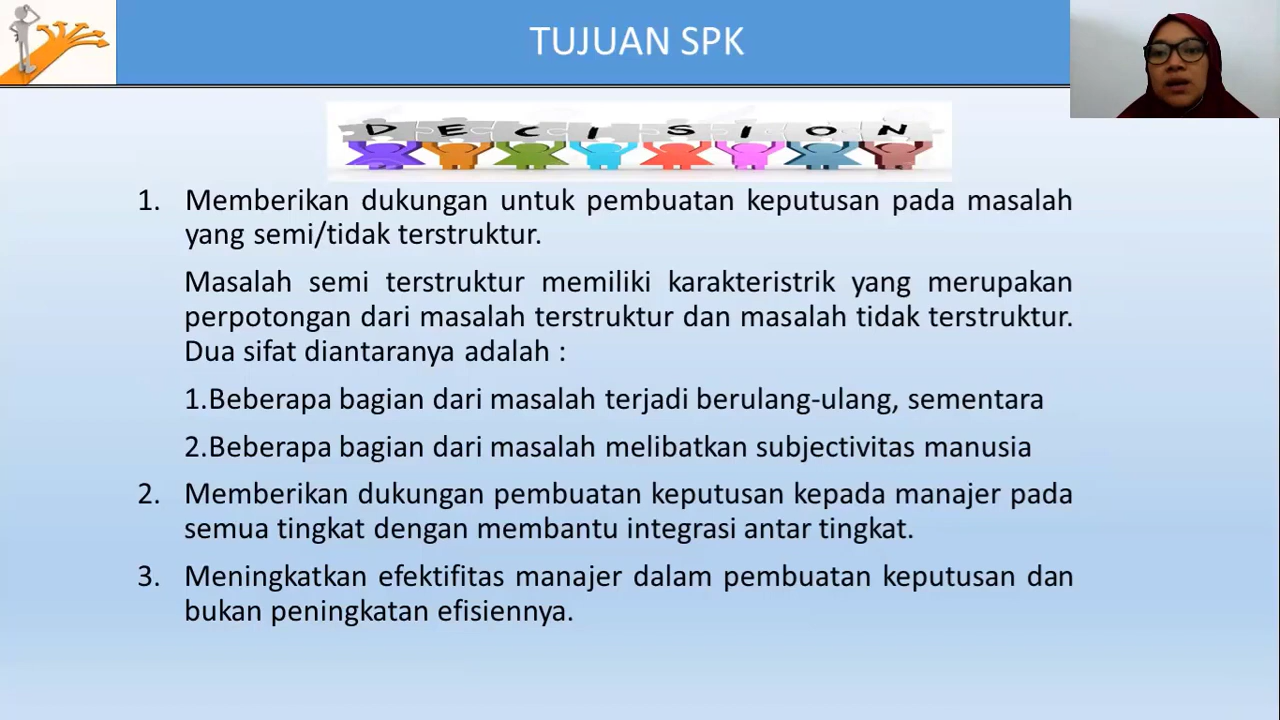 TUJUAN SPK
DECISION
1. Memberikan dukungan untuk pembuatan keputusan pada masalah
yang semi/tidak terstruktur.
Masalah semi terstruktur memiliki karakteristrik yang merupakan
perpotongan dari masalah terstruktur dan masalah tidak terstruktur.
Dua sifat diantaranya adalah :
1.Beberapa bagian dari masalah terjadi berulang-ulang, sementara
2.Beberapa bagian dari masalah melibatkan subjectivitas manusia
2. Memberikan dukungan pembuatan keputusan kepada manajer pada
semua tingkat dengan membantu integrasi antar tingkat.
3. Meningkatkan efektifitas manajer dalam pembuatan keputusan dan
bukan peningkatan efisiennya.